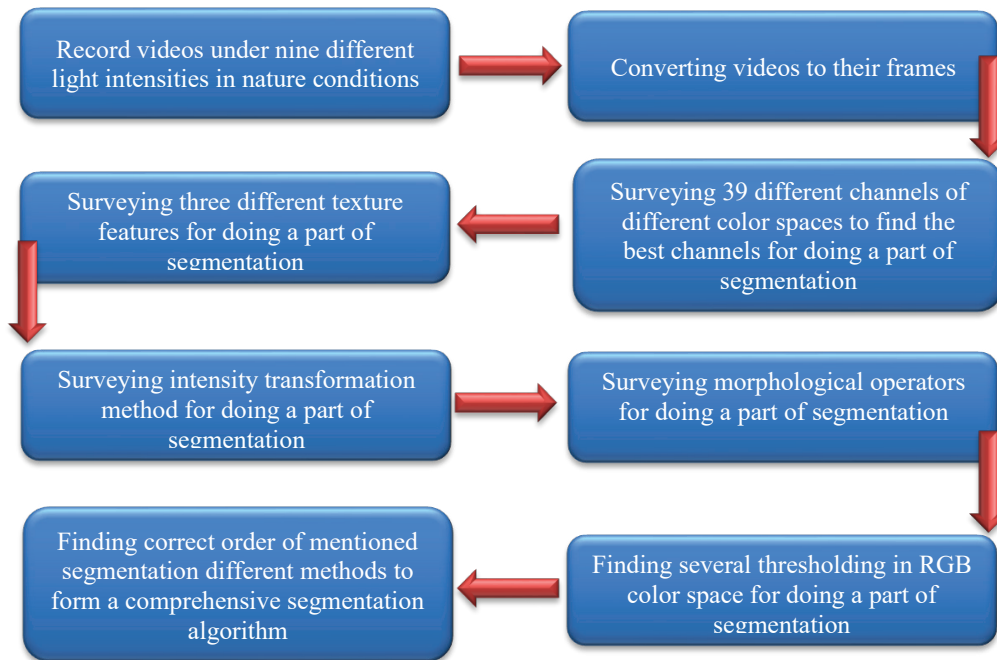 Record videos under nine different
light intensities in nature conditions
Converting videos to their frames
Surveying 39 different channels of
different color spaces to find the
best channels for doing a part of
segmentation
Surveying three different texture
features for doing a part of
segmentation
Surveying intensity transformation
method for doing a part of
segmentation
Surveying morphological operators
for doing a part of segmentation
Finding several thresholding in RGB
color space for doing a part of
segmentation
Finding correct order of mentioned
segmentation different methods to
form a comprehensive segmentation
algorithm